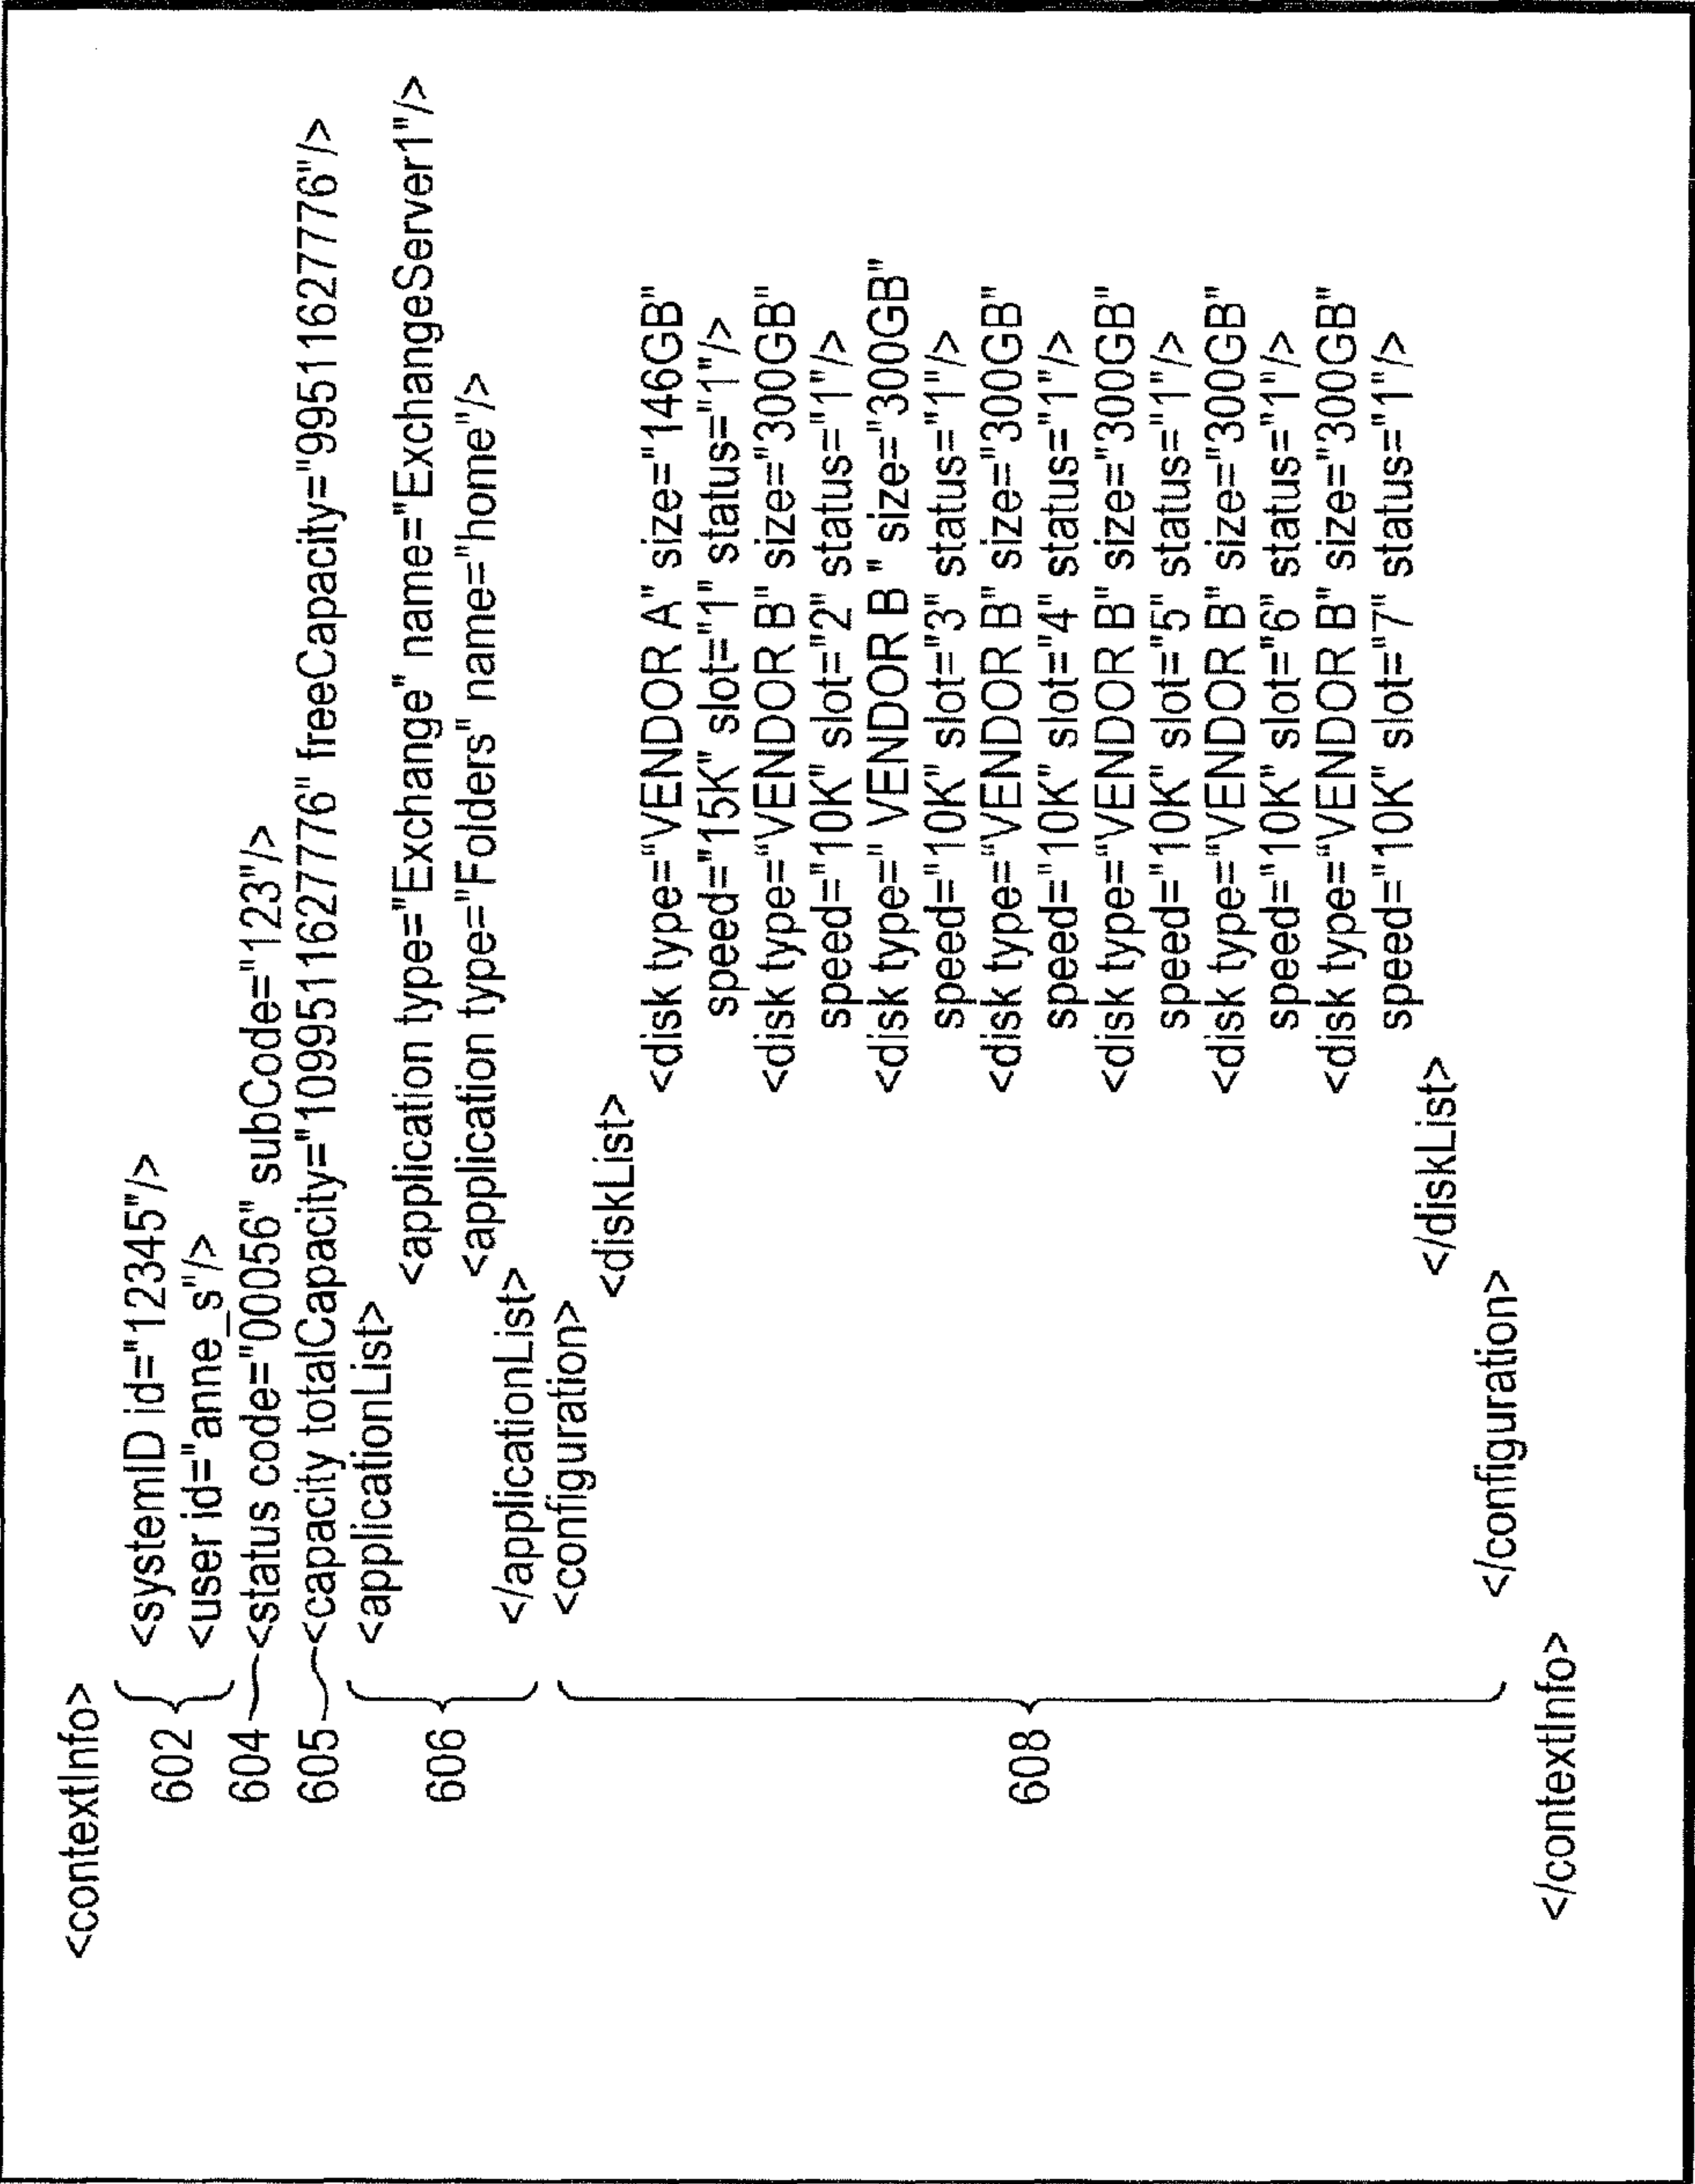 <contextInfo>
<systemID id="12345"/>
602
<user id="anne_s"/>
604 <status code="00056" subCode="123"/>
605 <capacity totalCapacity="1099511627776" freeCapacity="99511627776"/>
<applicationList>
<application type="Exchange" name="ExchangeServer1"/>
606
<application type="Folders" name="home"/>
</applicationList>
<configuration>
<diskList>
<disk type="VENDOR A" size="146GB"
speed="15K" slot="1" status="1"/>
<disk type="VENDOR B" size="300GB"
speed="10K" slot="2" status="1"/>
<disk type=" VENDOR B " size="300GB"
speed="10K" slot="3" status="1"/>
<disk type="VENDOR B" size="300GB"
608
speed="10K" slot="4" status="1"/>
<disk type="VENDOR B" size="300GB"
speed="10K" slot="5" status="1"/>
<disk type="VENDOR B" size="300GB"
speed="10K" slot="6" status="1"/>
<disk type="VENDOR B" size="300GB"
speed="10K" slot="7" status="1"/>
</diskList>
</configuration>
</contextInfo>